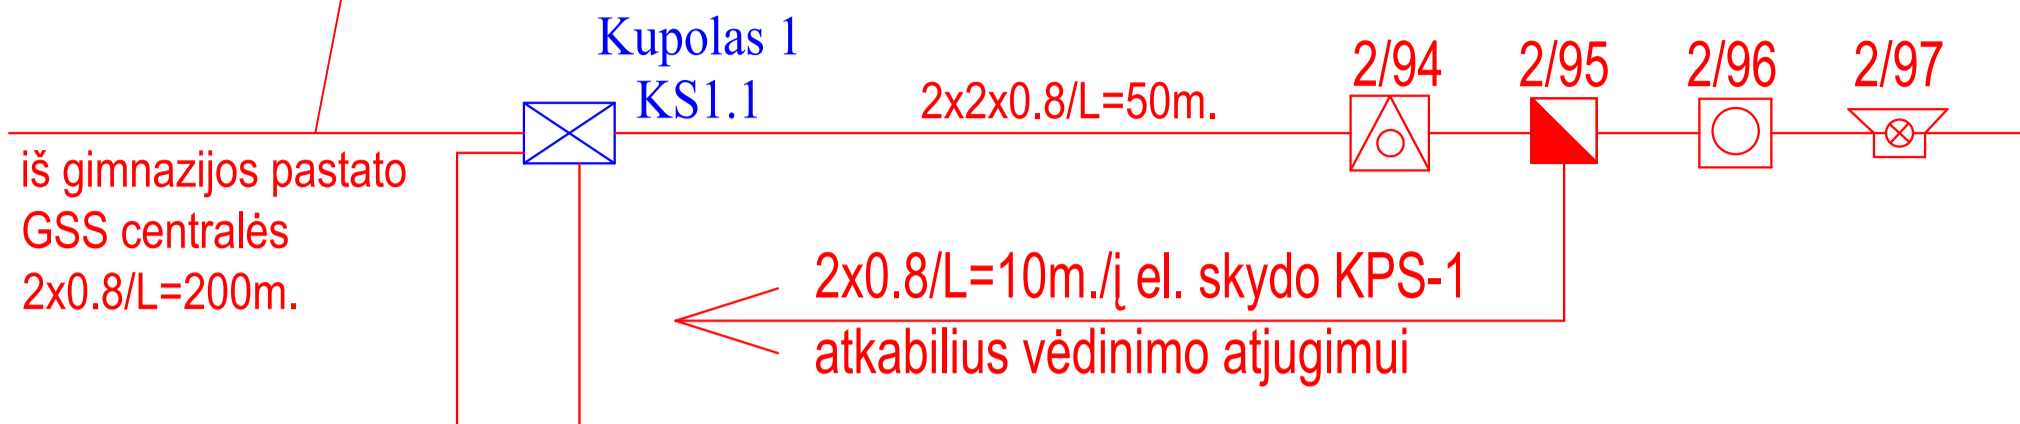 Kupolas 1
KS1.1
2x2x0.8/L=50m.
2/94
2/95
2/96
2/97
iš gimnazijos pastato
GSS centralės
2x0.8/L=200m.
2x0.8/L=10m./į el. skydo KPS-1
atkabilius vėdinimo atjugimui